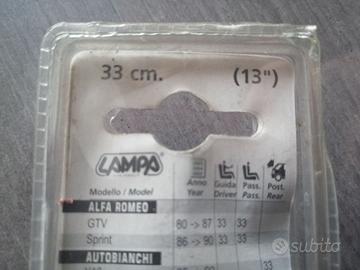 33 cm. (13")
LAMPA
Modello / Model Anno Year Guida Driver Pass. Pass. Post. Rear
ALFA ROMEO
GTV 80 -> 87 33 33
Sprint 86 -> 90 33 33
AUTOBIANCHI
33
subito